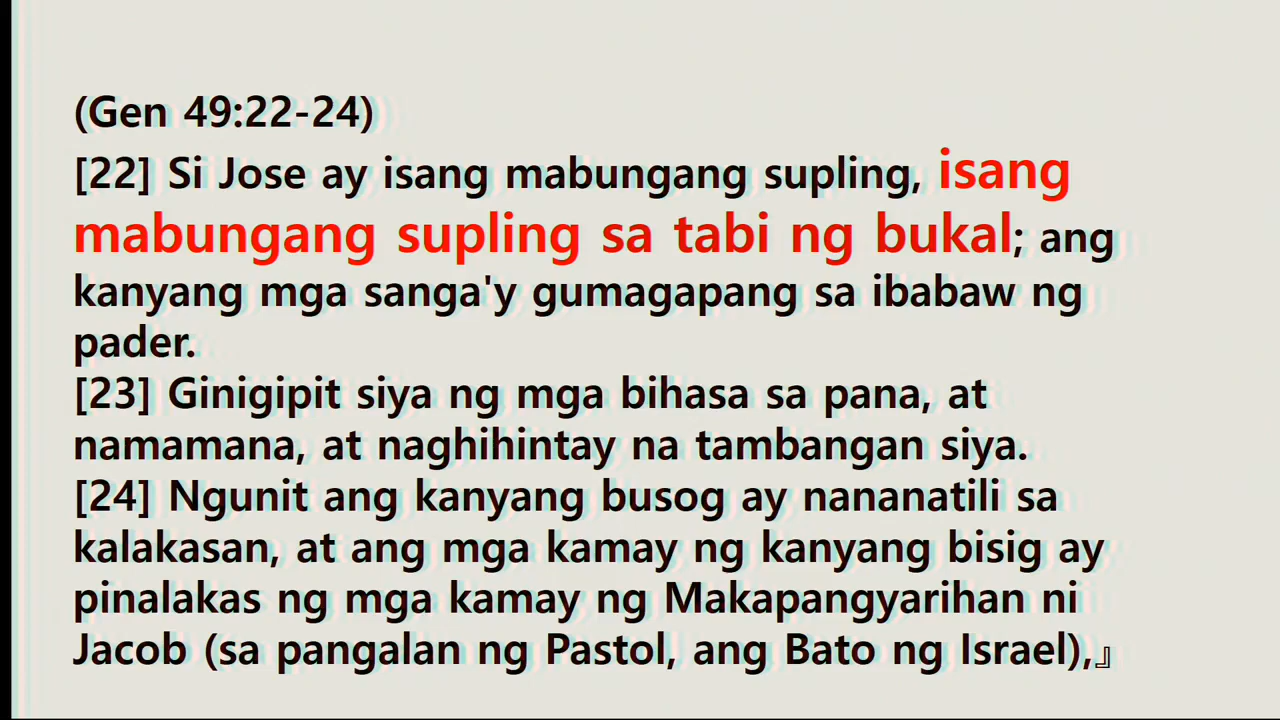 (Gen 49:22-24)
[22] Si Jose ay isang mabungang supling, isang
mabungang supling sa tabi ng bukal; ang
kanyang mga sanga'y gumagapang sa ibabaw ng
pader.
[23] Ginigipit siya ng mga bihasa sa pana, at
namamana, at naghihintay na tambangan siya.
[24] Ngunit ang kanyang busog ay nananatili sa
kalakasan, at ang mga kamay ng kanyang bisig ay
pinalakas ng mga kamay ng Makapangyarihan ni
Jacob (sa pangalan ng Pastol, ang Bato ng Israel),』